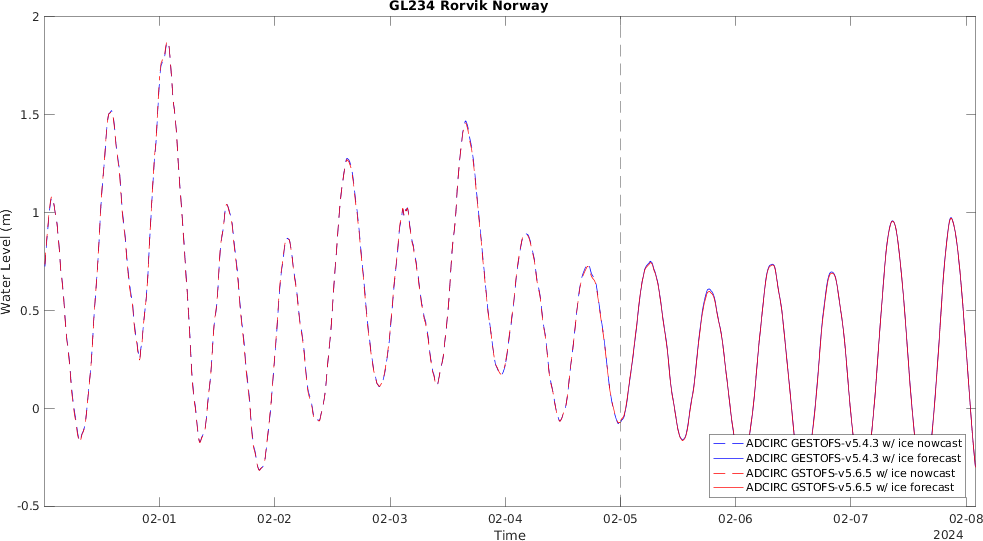 GL234 Rorvik Norway
2
1.5
1
0.5
0
-0.5
Water Level (m)
02-01
02-02
02-03
02-04
02-05
02-06
02-07
02-08
2024
Time
ADCIRC GESTOFS-v5.4.3 w/ ice nowcast
ADCIRC GESTOFS-v5.4.3 w/ ice forecast
ADCIRC GSTOFS-v5.6.5 w/ ice nowcast
ADCIRC GSTOFS-v5.6.5 w/ ice forecast